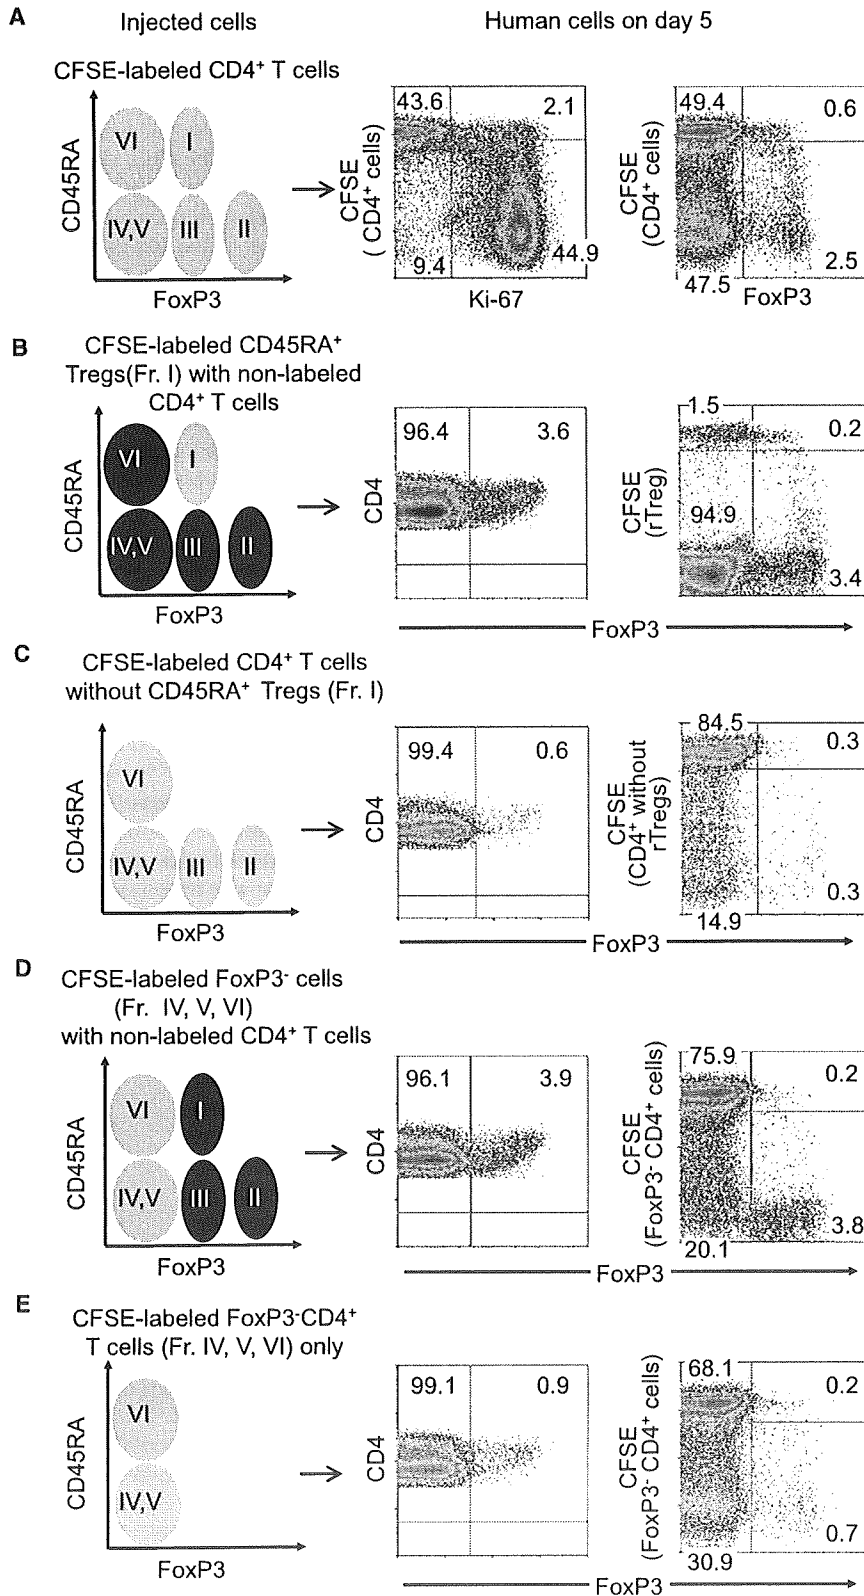 A
Injected cells
Human cells on day 5
CFSE-labeled CD4⁺ T cells
CD45RA
VI
I
IV,V
III
II
FoxP3
CFSE
( CD4⁺ cells)
43.6
2.1
9.4
44.9
Ki-67
CFSE
(CD4⁺ cells)
49.4
0.6
47.5
2.5
FoxP3
B
CFSE-labeled CD45RA⁺
Tregs(Fr. I) with non-labeled
CD4⁺ T cells
CD45RA
VI
I
IV,V
III
II
FoxP3
CD4
96.4
3.6
CFSE
(rTreg)
1.5
0.2
94.9
3.4
FoxP3
C
CFSE-labeled CD4⁺ T cells
without CD45RA⁺ Tregs (Fr. I)
CD45RA
VI
IV,V
III
II
FoxP3
CD4
99.4
0.6
CFSE
(CD4⁺ without
rTregs)
84.5
0.3
14.9
0.3
FoxP3
D
CFSE-labeled FoxP3⁻ cells
(Fr. IV, V, VI)
with non-labeled CD4⁺ T cells
CD45RA
VI
I
IV,V
III
II
FoxP3
CD4
96.1
3.9
CFSE
(FoxP3⁻ CD4⁺ cells)
75.9
0.2
20.1
3.8
FoxP3
E
CFSE-labeled FoxP3⁻CD4⁺
T cells (Fr. IV, V, VI) only
CD45RA
VI
IV,V
FoxP3
CD4
99.1
0.9
CFSE
(FoxP3⁻ CD4⁺ cells)
68.1
0.2
30.9
0.7
FoxP3